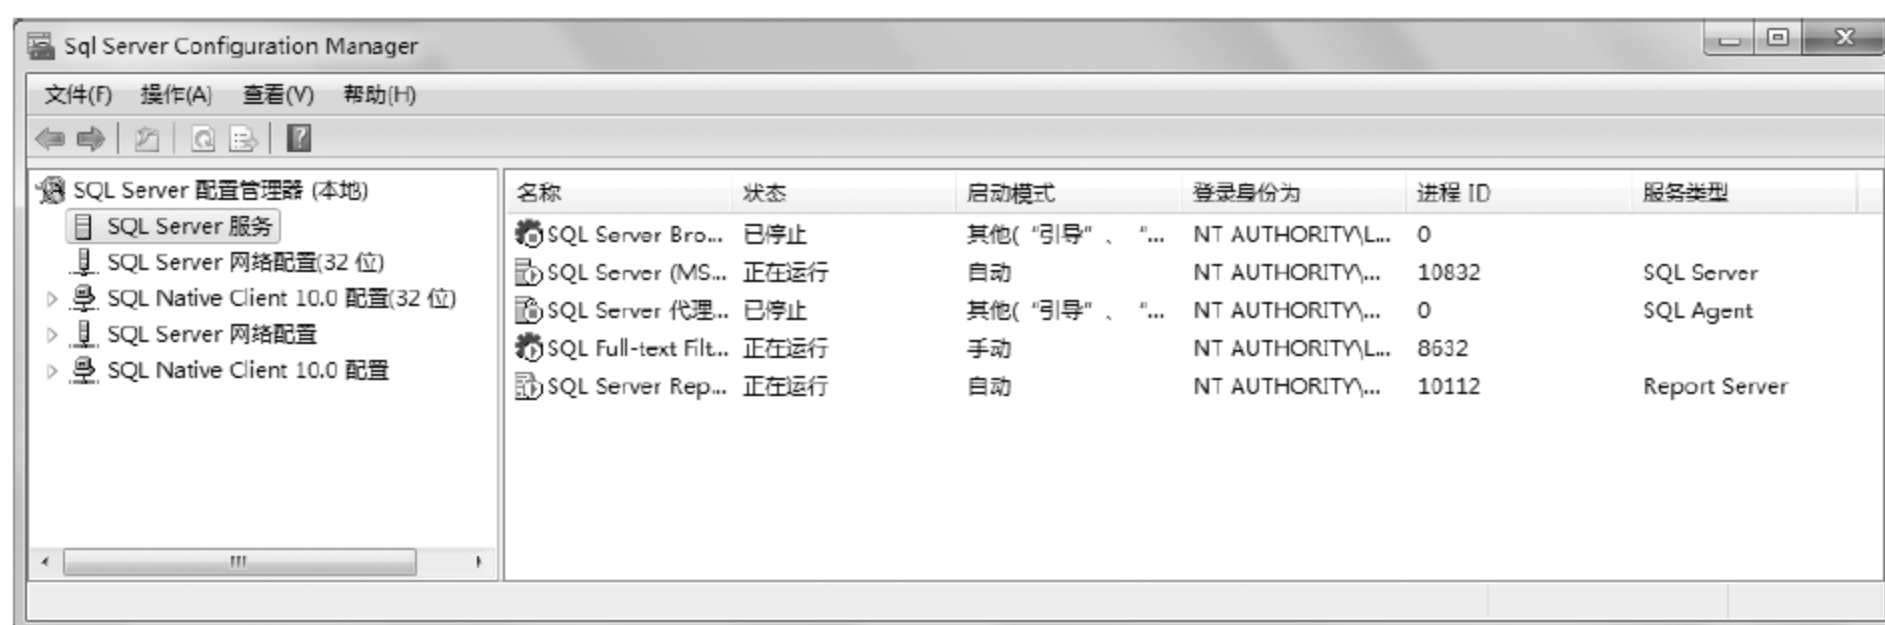 Sql Server Configuration Manager
文件(F) 操作(A) 查看(V) 帮助(H)
SQL Server 配置管理器 (本地)
SQL Server 服务
SQL Server 网络配置(32 位)
SQL Native Client 10.0 配置(32 位)
SQL Server 网络配置
SQL Native Client 10.0 配置
名称 状态 启动模式 登录身份为 进程 ID 服务类型
SQL Server Bro... 已停止 其他(“引导”、“... NT AUTHORITY\L... 0
SQL Server (MS... 正在运行 自动 NT AUTHORITY\... 10832 SQL Server
SQL Server 代理... 已停止 其他(“引导”、“... NT AUTHORITY\... 0 SQL Agent
SQL Full-text Filt... 正在运行 手动 NT AUTHORITY\L... 8632
SQL Server Rep... 正在运行 自动 NT AUTHORITY\... 10112 Report Server